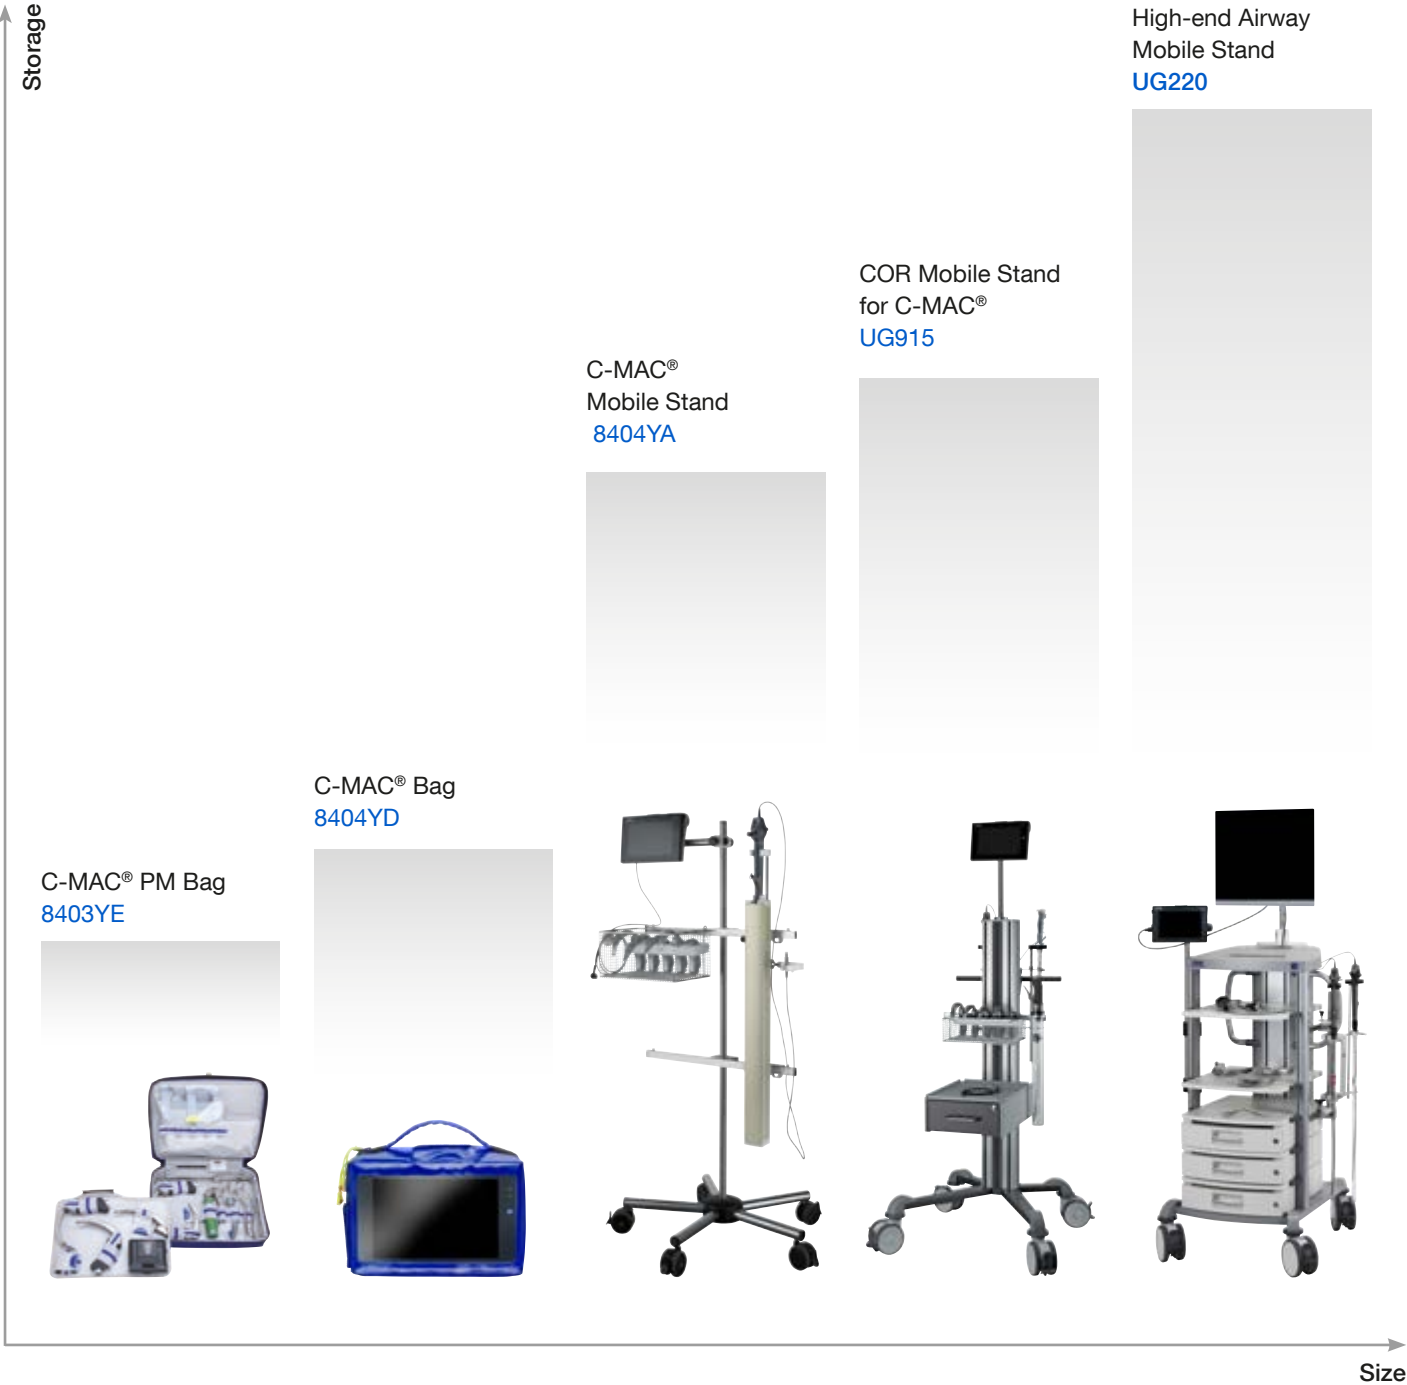 Storage
High-end Airway
Mobile Stand
UG220
COR Mobile Stand
for C-MAC®
UG915
C-MAC®
Mobile Stand
8404YA
C-MAC® Bag
8404YD
C-MAC® PM Bag
8403YE
Size